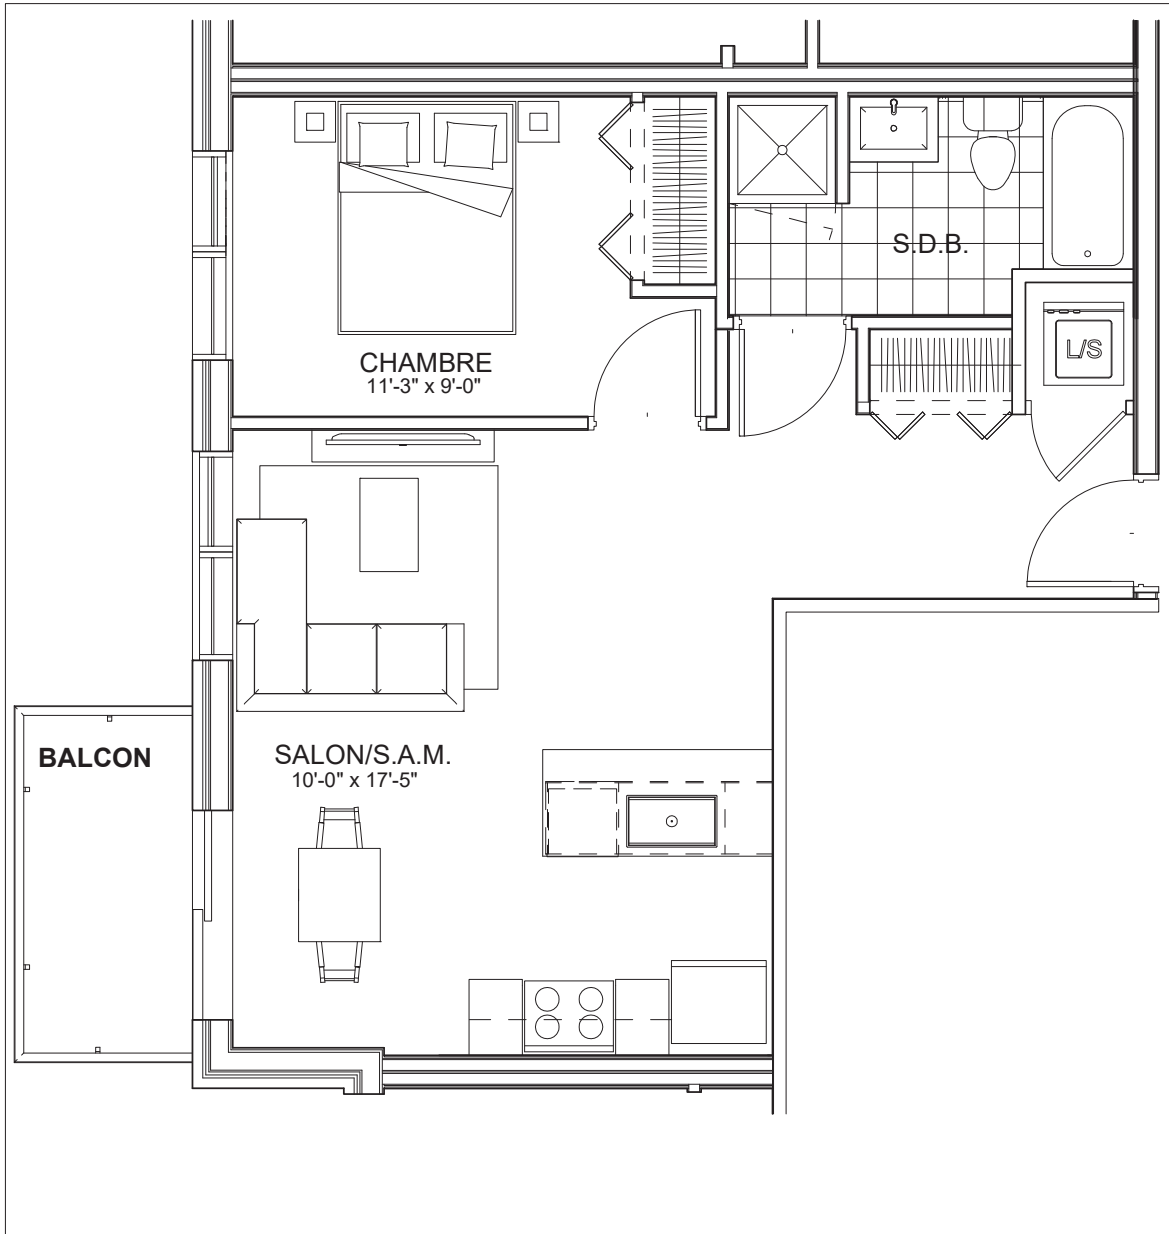 S.D.B.
L/S
CHAMBRE
11'-3" x 9'-0"
BALCON
SALON/S.A.M.
10'-0" x 17'-5"